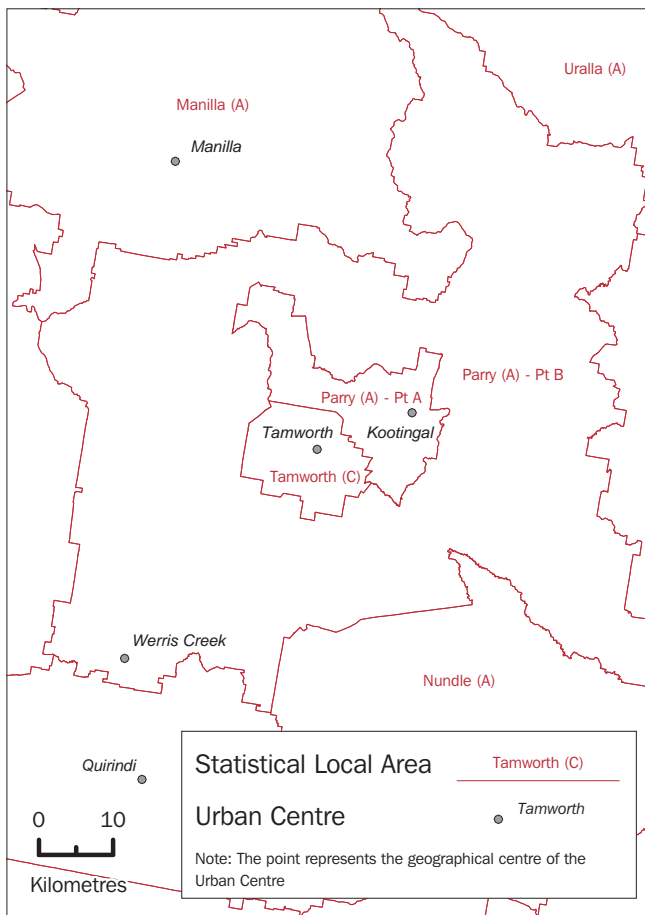 Uralla (A)
Manilla (A)
Manilla
Parry (A) - Pt B
Parry (A) - Pt A
Tamworth
Kootingal
Tamworth (C)
Werris Creek
Nundle (A)
Quirindi
Statistical Local Area
Tamworth (C)
Urban Centre
Tamworth
0 10
Kilometres
Note: The point represents the geographical centre of the
Urban Centre